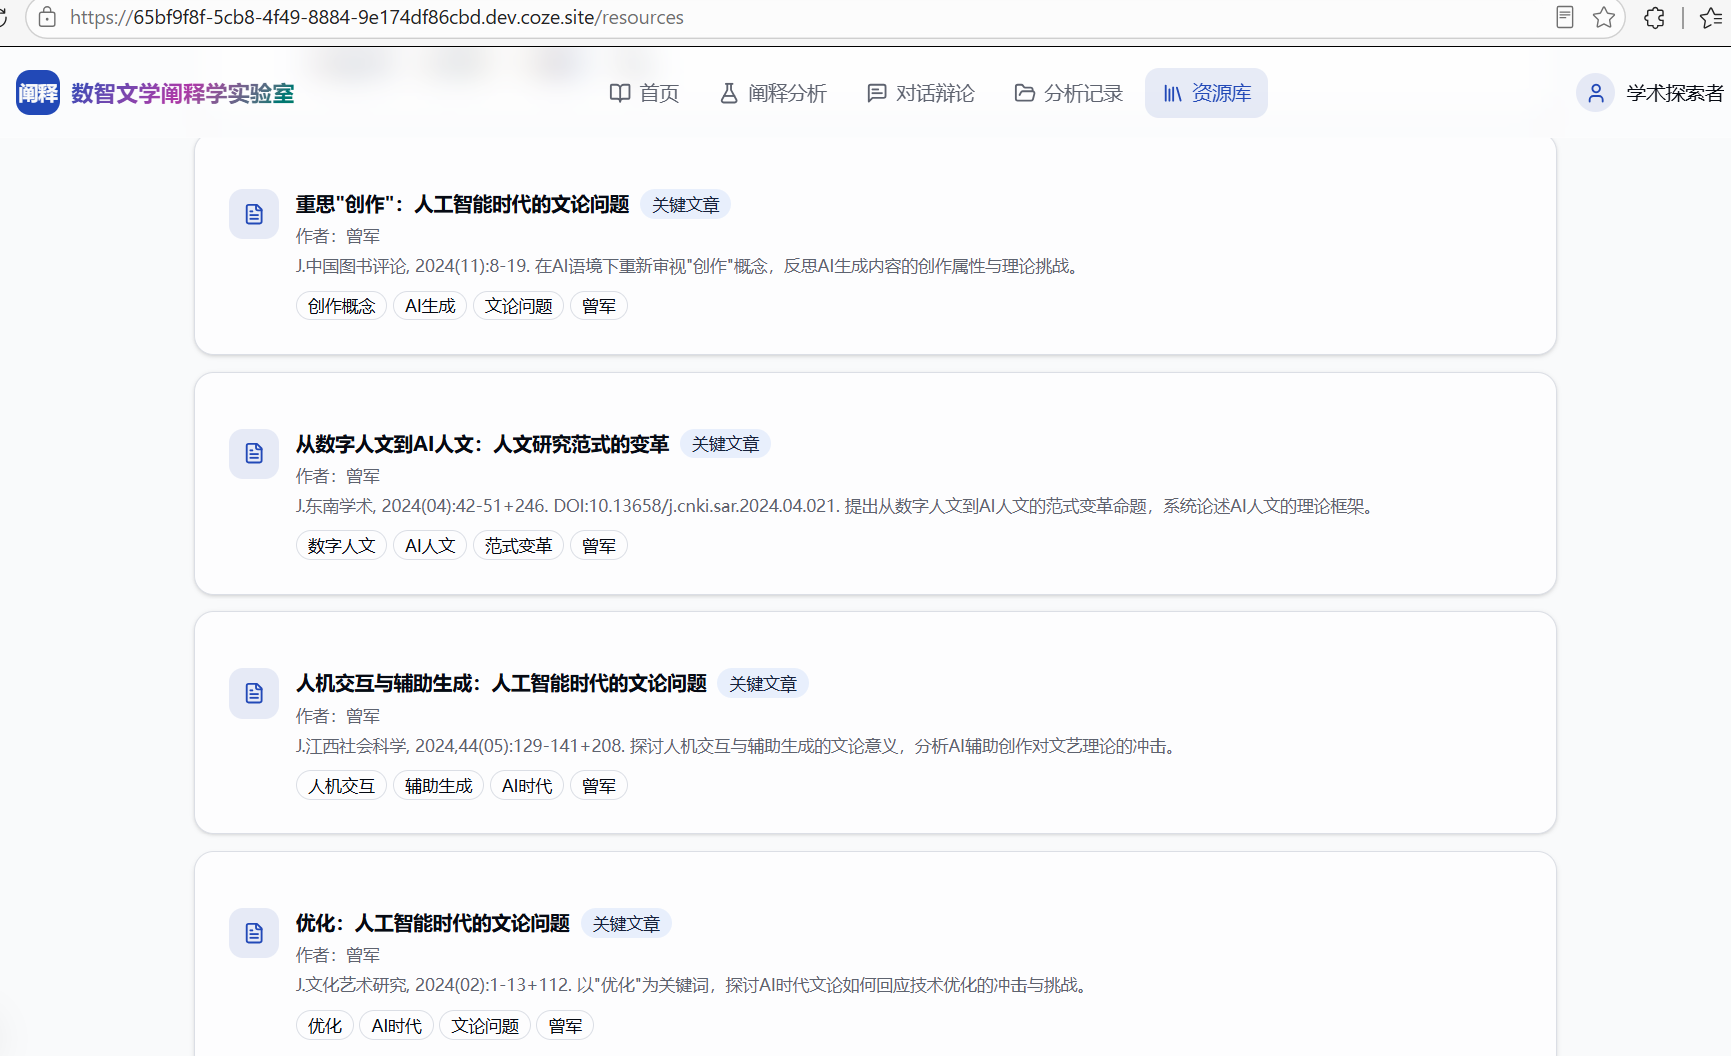 https://65bf9f8f-5cb8-4f49-8884-9e174df86cbd.dev.coze.site/resources
阐释 数智文学阐释学实验室 首页 阐释分析 对话辩论 分析记录 资源库 学术探索者
重思"创作"：人工智能时代的文论问题 关键文章
作者：曾军
J.中国图书评论, 2024(11):8-19. 在AI语境下重新审视"创作"概念，反思AI生成内容的创作属性与理论挑战。
创作概念 AI生成 文论问题 曾军
从数字人文到AI人文：人文研究范式的变革 关键文章
作者：曾军
J.东南学术, 2024(04):42-51+246. DOI:10.13658/j.cnki.sar.2024.04.021. 提出从数字人文到AI人文的范式变革命题，系统论述AI人文的理论框架。
数字人文 AI人文 范式变革 曾军
人机交互与辅助生成：人工智能时代的文论问题 关键文章
作者：曾军
J.江西社会科学, 2024,44(05):129-141+208. 探讨人机交互与辅助生成的文论意义，分析AI辅助创作对文艺理论的冲击。
人机交互 辅助生成 AI时代 曾军
优化：人工智能时代的文论问题 关键文章
作者：曾军
J.文化艺术研究, 2024(02):1-13+112. 以"优化"为关键词，探讨AI时代文论如何回应技术优化的冲击与挑战。
优化 AI时代 文论问题 曾军